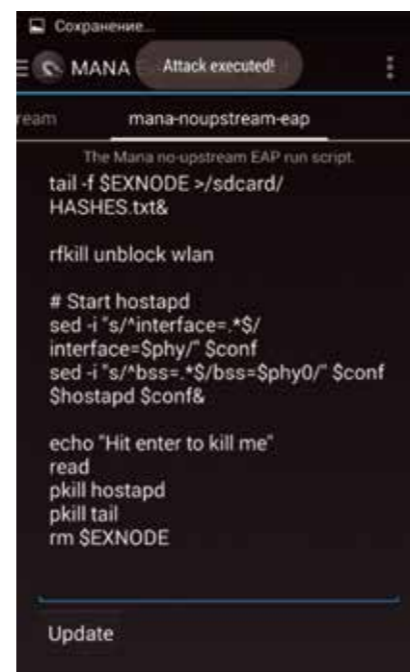 Сохранение...
MANA
Attack executed!
ream
mana-noupstream-eap
The Mana no-upstream EAP run script.
tail -f $EXNODE >/sdcard/
HASHES.txt&
rfkill unblock wlan
# Start hostapd
sed -i "s/^interface=.*$/
interface=$phy/" $conf
sed -i "s/^bss=.*$/bss=$phy0/" $conf
$hostapd $conf&
echo "Hit enter to kill me"
read
pkill hostapd
pkill tail
rm $EXNODE
Update